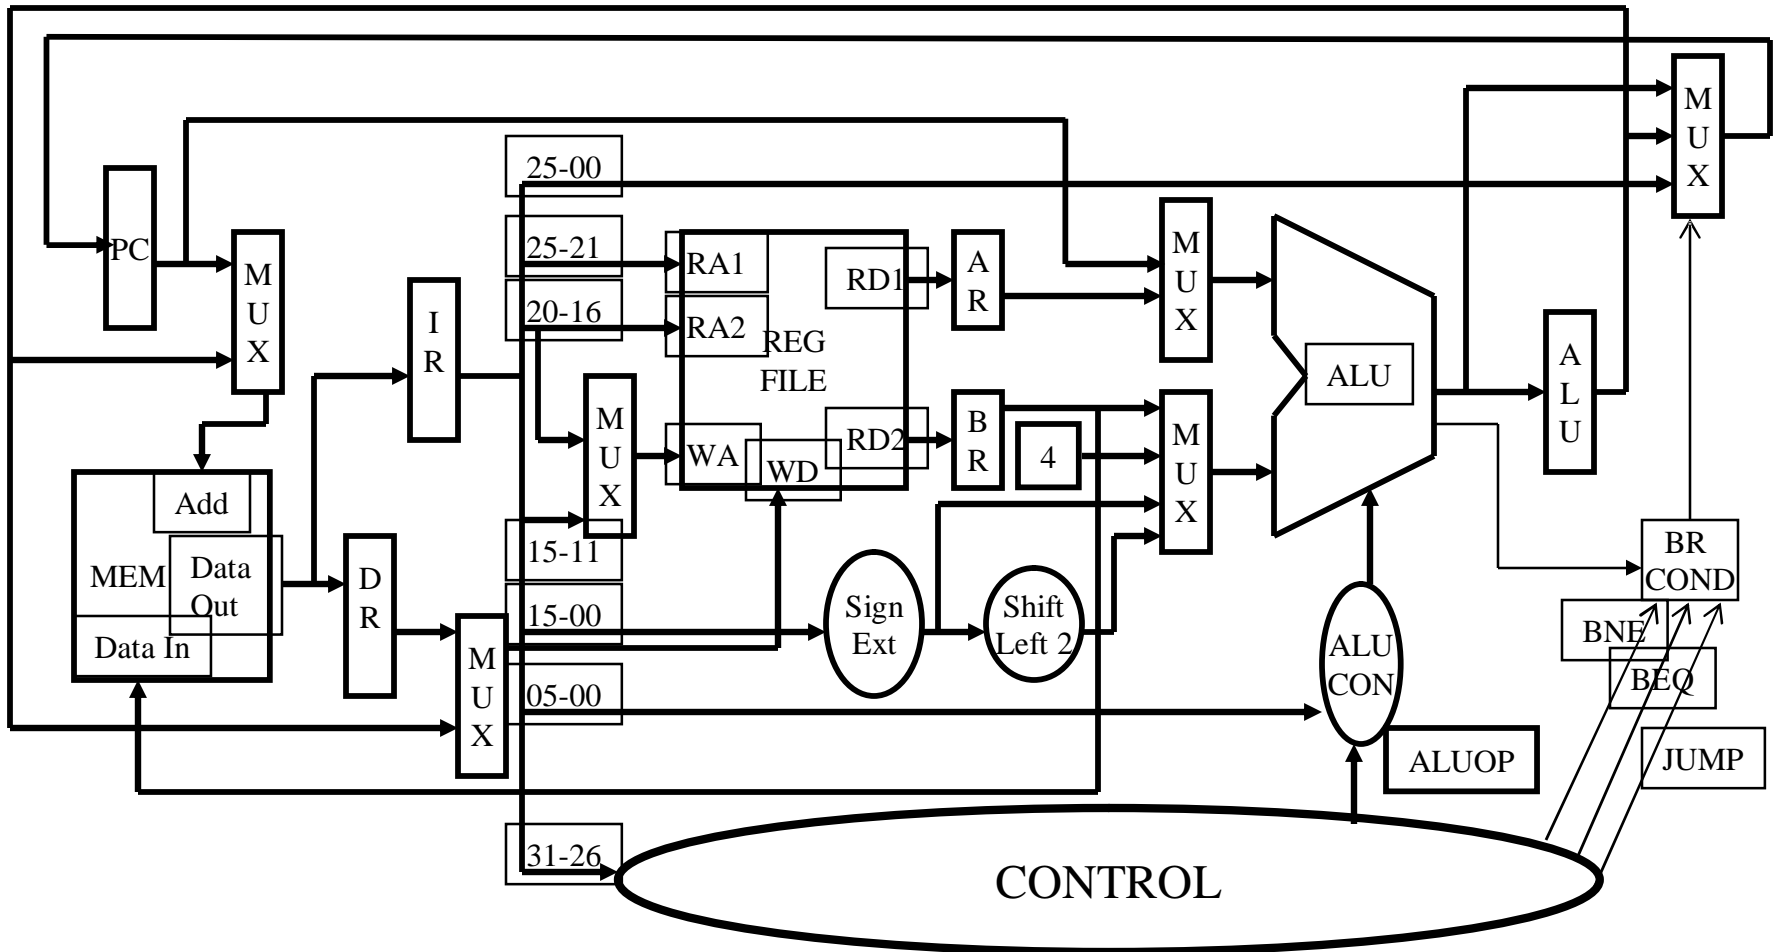 25-00
M
U
X
PC
M
U
X
25-21
RA1
RD1
A
R
M
U
X
20-16
RA2
REG
FILE
I
R
ALU
A
L
U
M
U
X
WA
WD
RD2
B
R
4
M
U
X
Add
MEM
Data
Out
Data In
D
R
15-11
15-00
Sign
Ext
Shift
Left 2
BR
COND
BNE
BEQ
JUMP
M
U
X
05-00
ALU
CON
ALUOP
31-26
CONTROL